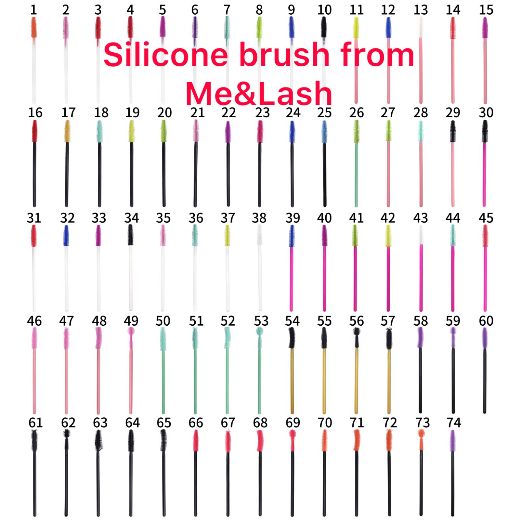 1 2 3 4 5 6 7 8 9 10 11 12 13 14 15
Silicone brush from
Me&Lash
16 17 18 19 20 21 22 23 24 25 26 27 28 29 30
31 32 33 34 35 36 37 38 39 40 41 42 43 44 45
46 47 48 49 50 51 52 53 54 55 56 57 58 59 60
61 62 63 64 65 66 67 68 69 70 71 72 73 74